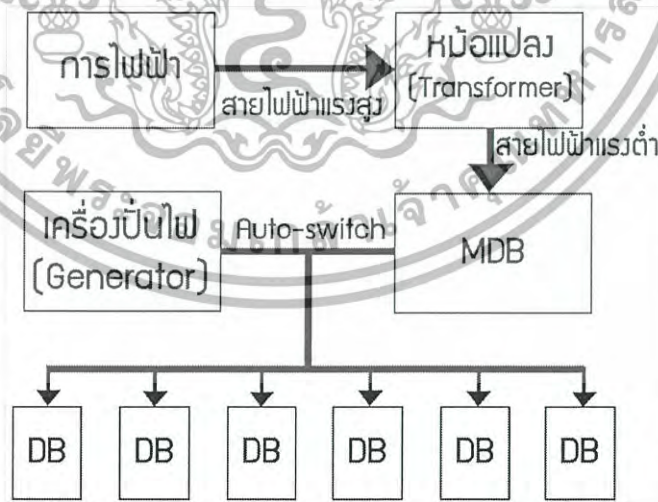 การไฟฟ้า
สายไฟฟ้าแรงสูง
หม้อแปลง
(Transformer)
สายไฟฟ้าแรงต่ำ
เครื่องปั่นไฟ
(Generator)
Auto-switch
MDB
DB
DB
DB
DB
DB
DB